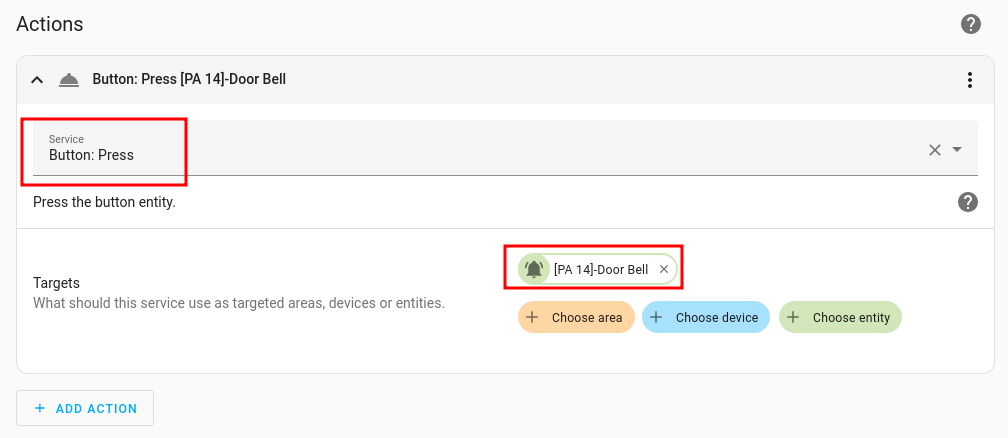 Actions
Button: Press [PA 14]-Door Bell
Service
Button: Press
Press the button entity.
Targets
What should this service use as targeted areas, devices or entities.
[PA 14]-Door Bell
Choose area
Choose device
Choose entity
ADD ACTION